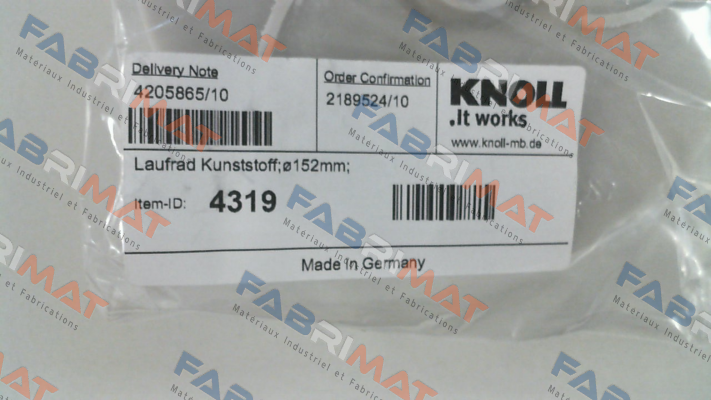 Delivery Note
4205865/10
Order Confirmation
2189524/10
KNOLL
.It works
www.knoll-mb.de
Laufrad Kunststoff;ø152mm;
Item-ID: 4319
Made in Germany
FABRIMAT
Materiaux Industriel et Fabrications